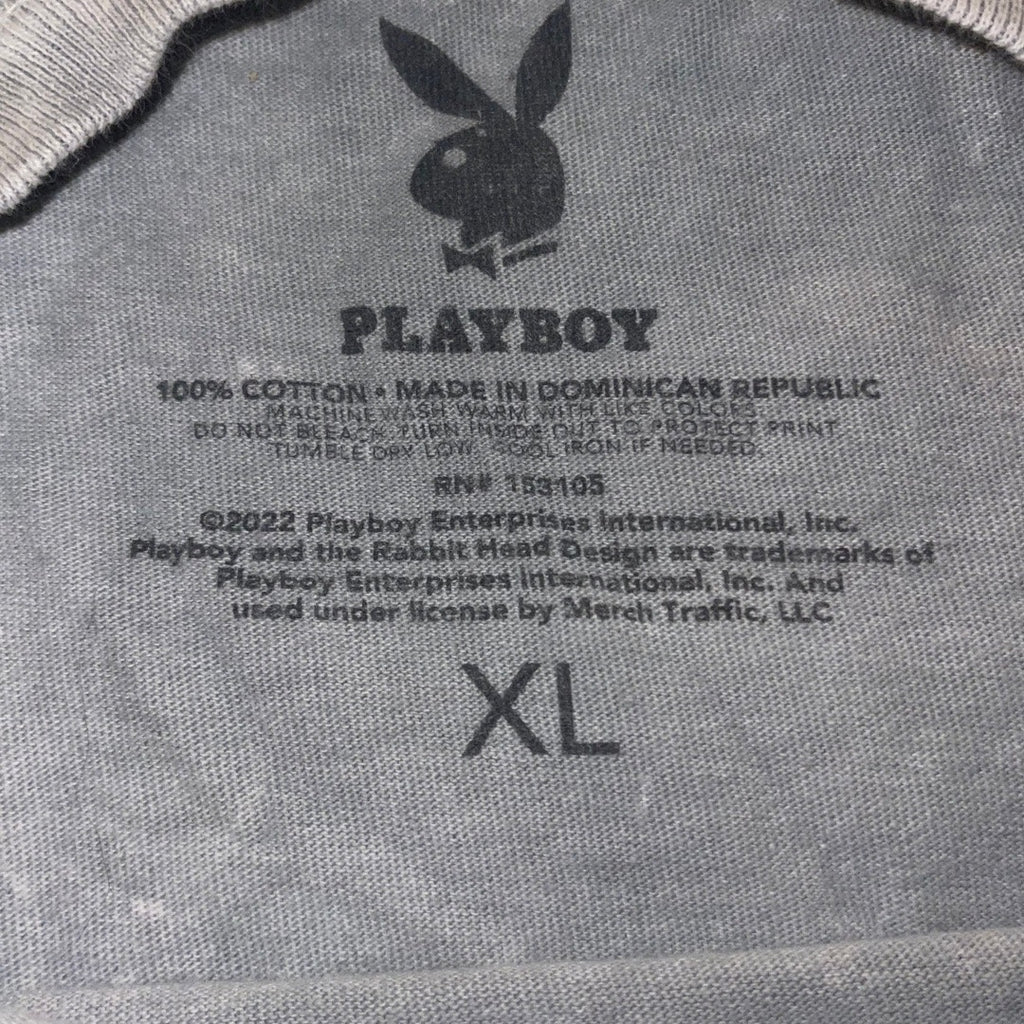 PLAYBOY
100% COTTON • MADE IN DOMINICAN REPUBLIC
MACHINE WASH WARM WITH LIKE COLORS
DO NOT BLEACH. TURN INSIDE OUT TO PROTECT PRINT
TUMBLE DRY LOW. COOL IRON IF NEEDED.
RN# 153105
©2022 Playboy Enterprises International, Inc.
Playboy and the Rabbit Head Design are trademarks of
Playboy Enterprises International, Inc. And
used under license by Merch Traffic, LLC
XL